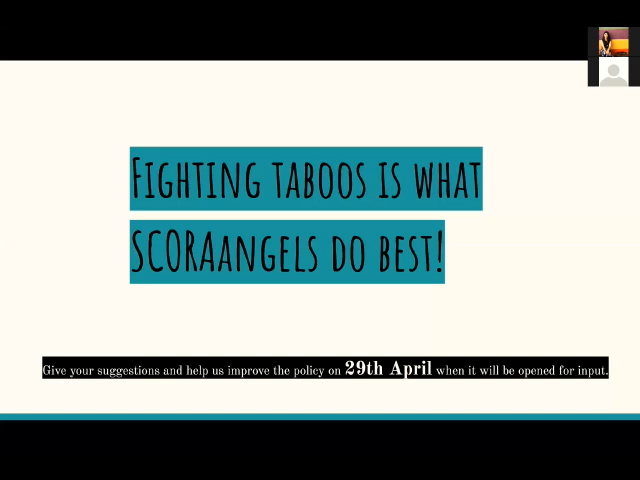 Fighting taboos is what
SCORAangels do best!
Give your suggestions and help us improve the policy on 29th April when it will be opened for input.